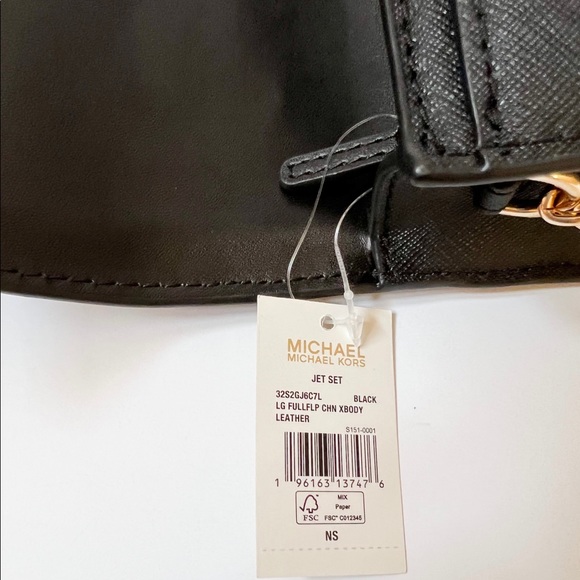 MICHAEL
MICHAEL KORS
JET SET
32S2GJ6C7L BLACK
LG FULLFLP CHN XBODY
LEATHER
S151-0001
1 96163 13747 6
FSC
MIX
Paper
FSC® C012345
NS